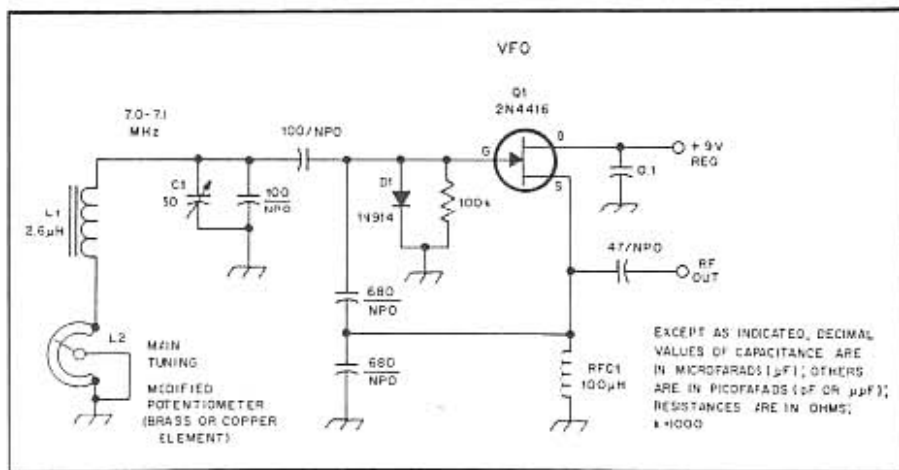 VFO
Q1
2N4416
7.0-7.1
MHz
100/NPO
G
D
S
+9V
REG
0.1
C1
50
100
NPO
D1
1N914
100k
L1
2.6µH
47/NPO
RF
OUT
680
NPO
680
NPO
L2
MAIN
TUNING
MODIFIED
POTENTIOMETER
(BRASS OR COPPER
ELEMENT)
RFC1
100µH
EXCEPT AS INDICATED, DECIMAL
VALUES OF CAPACITANCE ARE
IN MICROFARADS (µF); OTHERS
ARE IN PICOFARADS (pF OR µµF);
RESISTANCES ARE IN OHMS;
k=1000